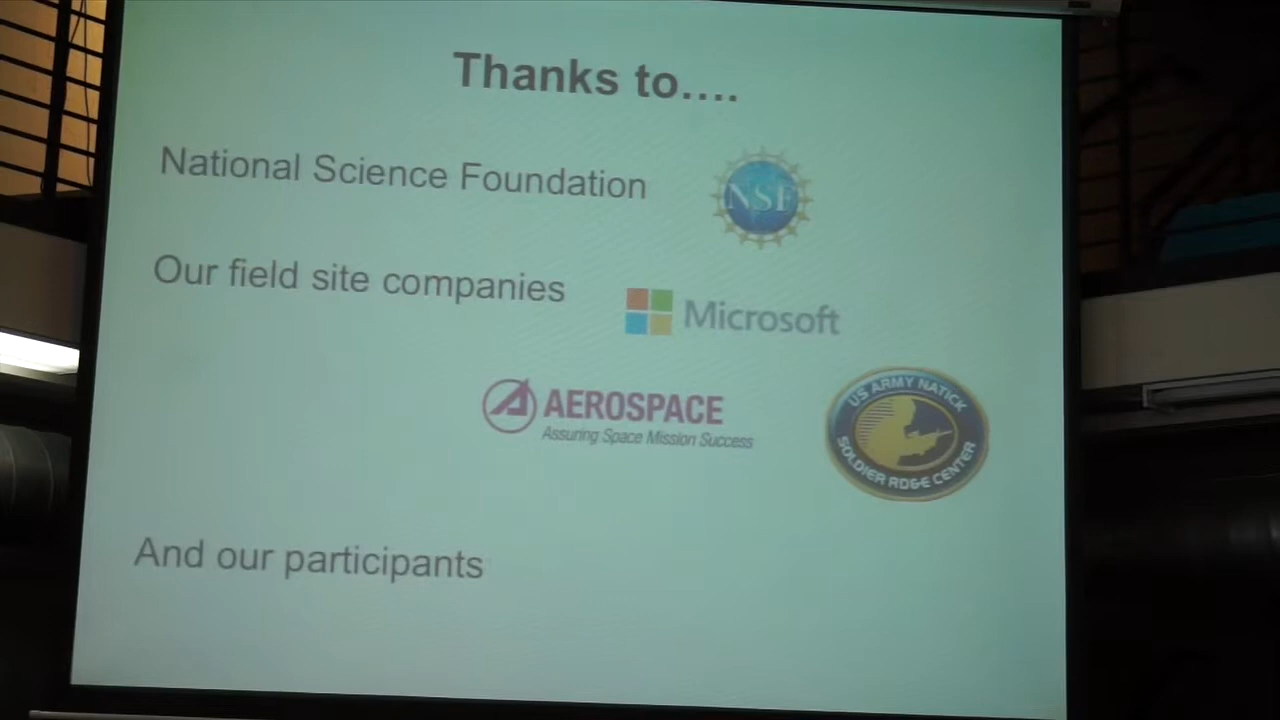 Thanks to....
National Science Foundation
NSF
Our field site companies
Microsoft
AEROSPACE
Assuring Space Mission Success
US ARMY NATICK
SOLDIER RD&E CENTER
And our participants